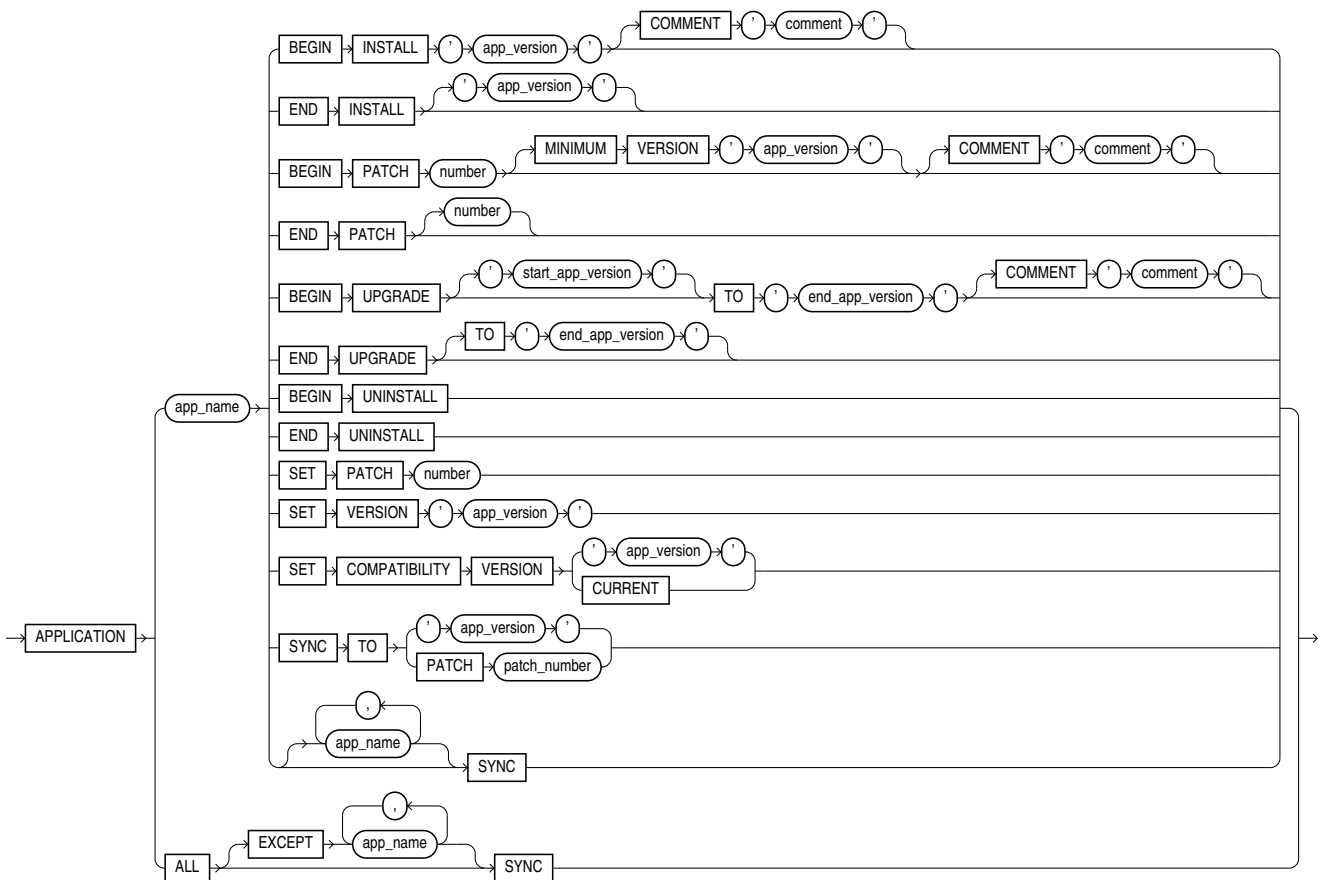 COMMENT ' comment '
BEGIN INSTALL ' app_version '
' app_version '
END INSTALL
MINIMUM VERSION ' app_version ' COMMENT ' comment '
BEGIN PATCH number
number
END PATCH
' start_app_version ' COMMENT ' comment '
BEGIN UPGRADE TO ' end_app_version '
TO ' end_app_version '
END UPGRADE
BEGIN UNINSTALL
app_name
END UNINSTALL
SET PATCH number
SET VERSION ' app_version '
' app_version '
SET COMPATIBILITY VERSION
CURRENT
' app_version '
APPLICATION
SYNC TO
PATCH patch_number
,
app_name
SYNC
,
EXCEPT app_name
ALL SYNC